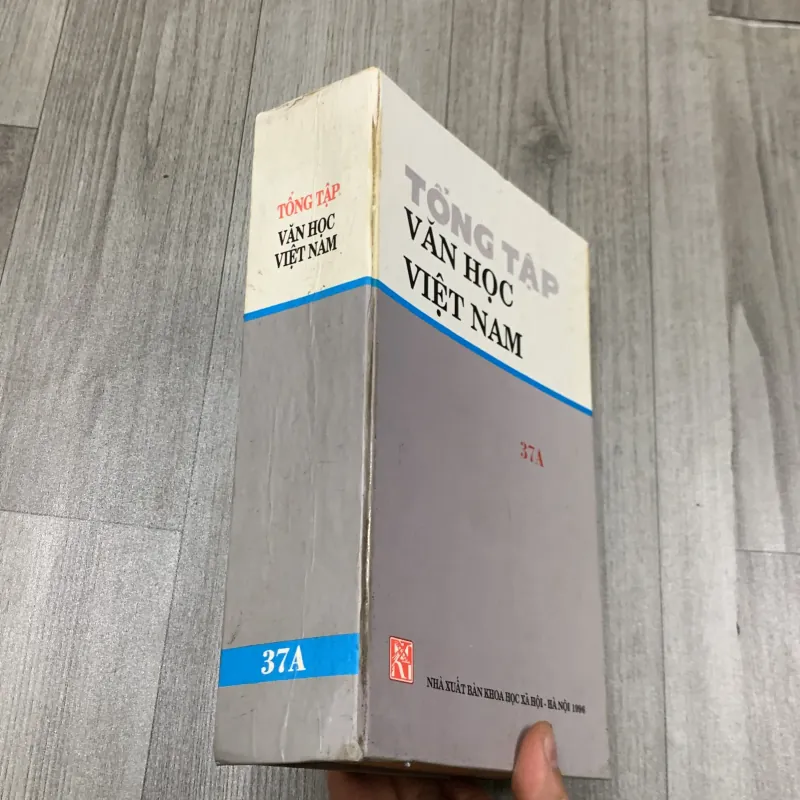 TỔNG TẬP
VĂN HỌC
VIỆT NAM
37A
TỔNG TẬP
VĂN HỌC
VIỆT NAM
37A
NHÀ XUẤT BẢN KHOA HỌC XÃ HỘI - HÀ NỘI 1996